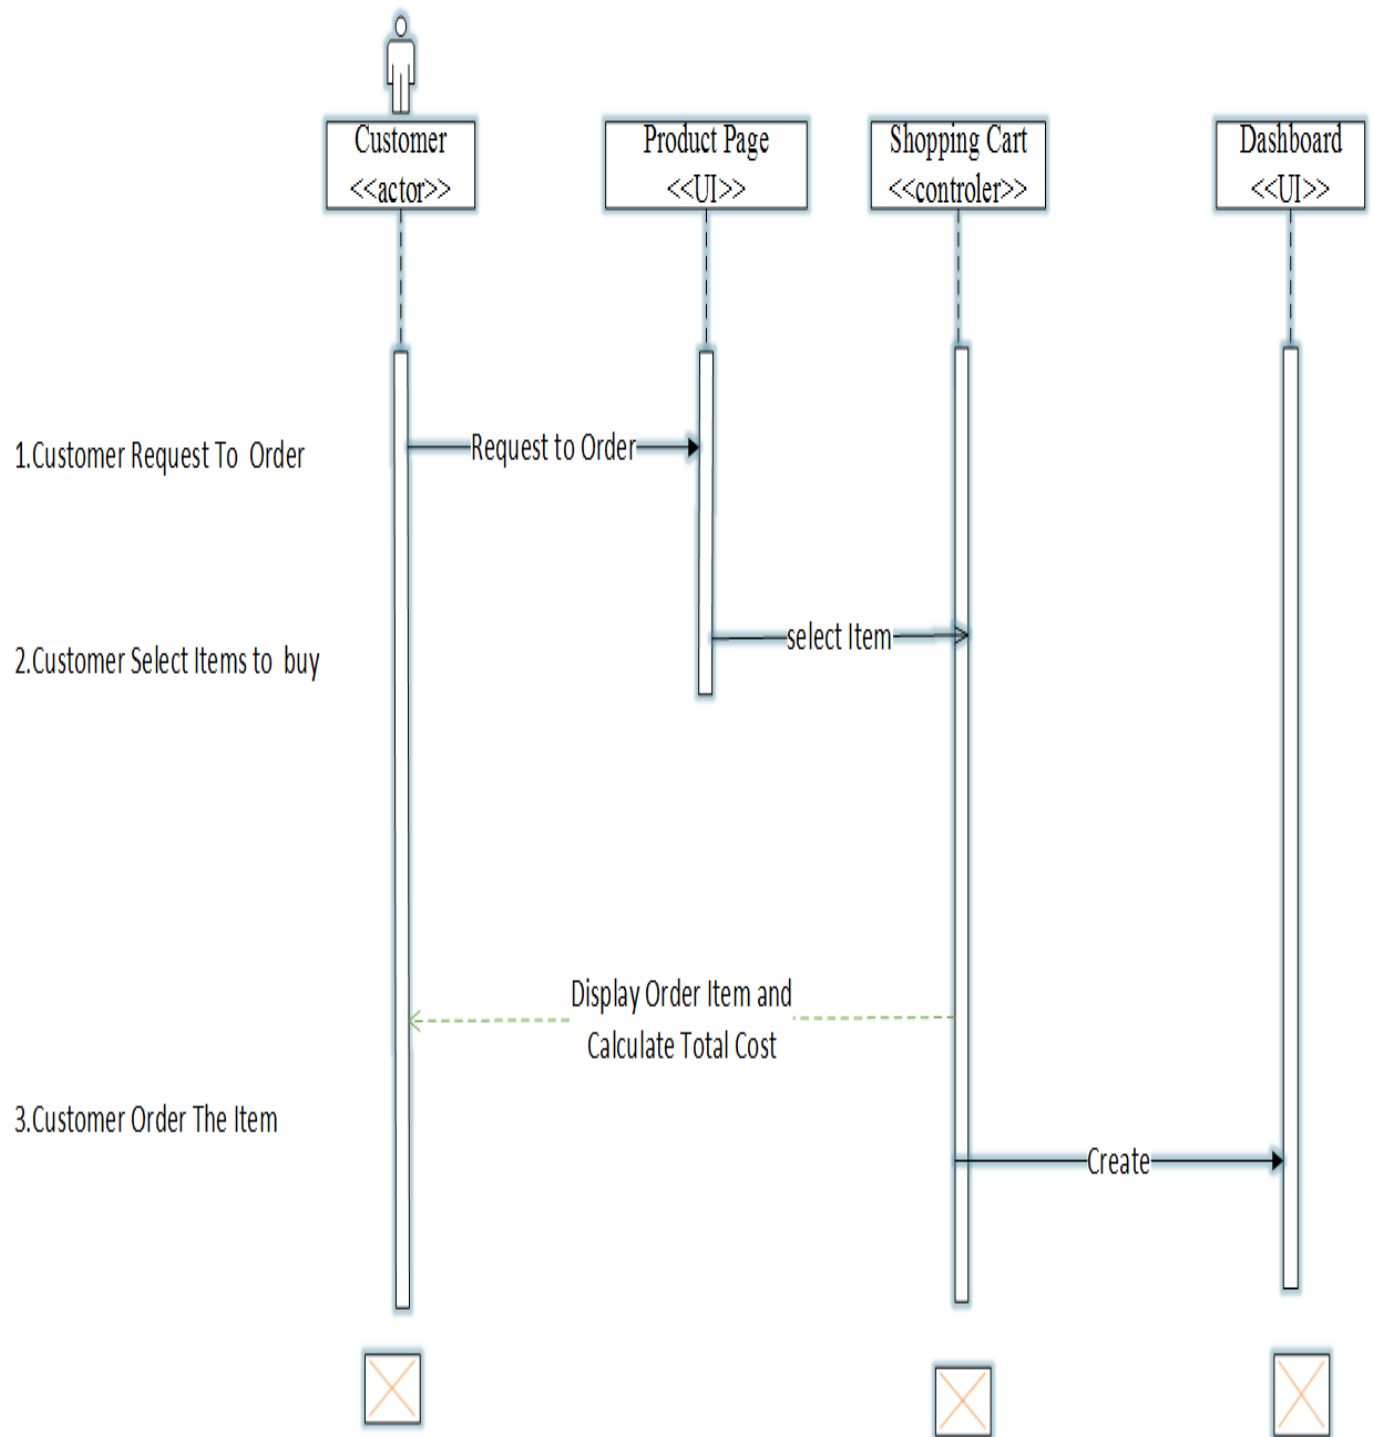 Customer
<<actor>>
Product Page
<<UI>>
Shopping Cart
<<controler>>
Dashboard
<<UI>>
1.Customer Request To Order
Request to Order
2.Customer Select Items to buy
select Item
Display Order Item and
Calculate Total Cost
3.Customer Order The Item
Create